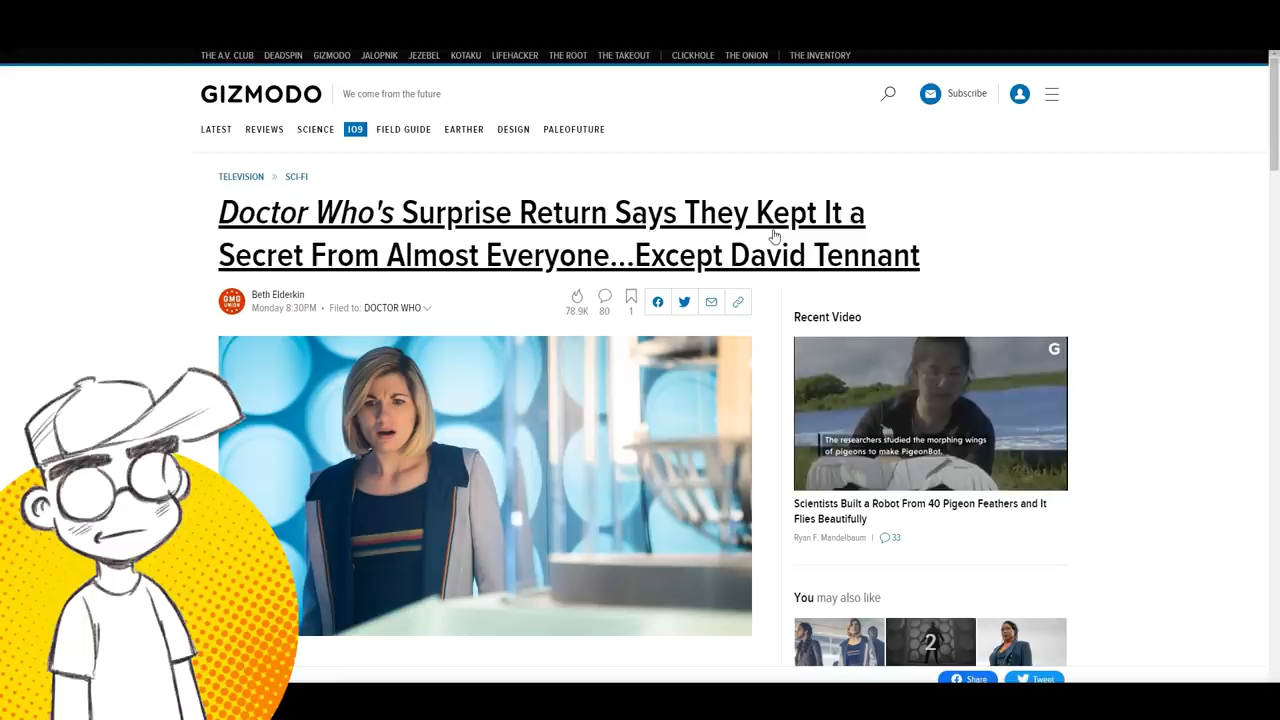 THE A.V. CLUB DEADSPIN GIZMODO JALOPNIK JEZEBEL KOTAKU LIFEHACKER THE ROOT THE TAKEOUT CLICKHOLE THE ONION THE INVENTORY
GIZMODO We come from the future Subscribe
LATEST REVIEWS SCIENCE IO9 FIELD GUIDE EARTHER DESIGN PALEOFUTURE
TELEVISION » SCI-FI
Doctor Who's Surprise Return Says They Kept It a
Secret From Almost Everyone...Except David Tennant
GMG
UNION
Beth Elderkin
Monday 8:30PM • Filed to: DOCTOR WHO
78.9K 80 1
Recent Video
G
The researchers studied the morphing wings
of pigeons to make PigeonBot.
Scientists Built a Robot From 40 Pigeon Feathers and It
Flies Beautifully
Ryan F. Mandelbaum | 33
You may also like
2
Share Tweet